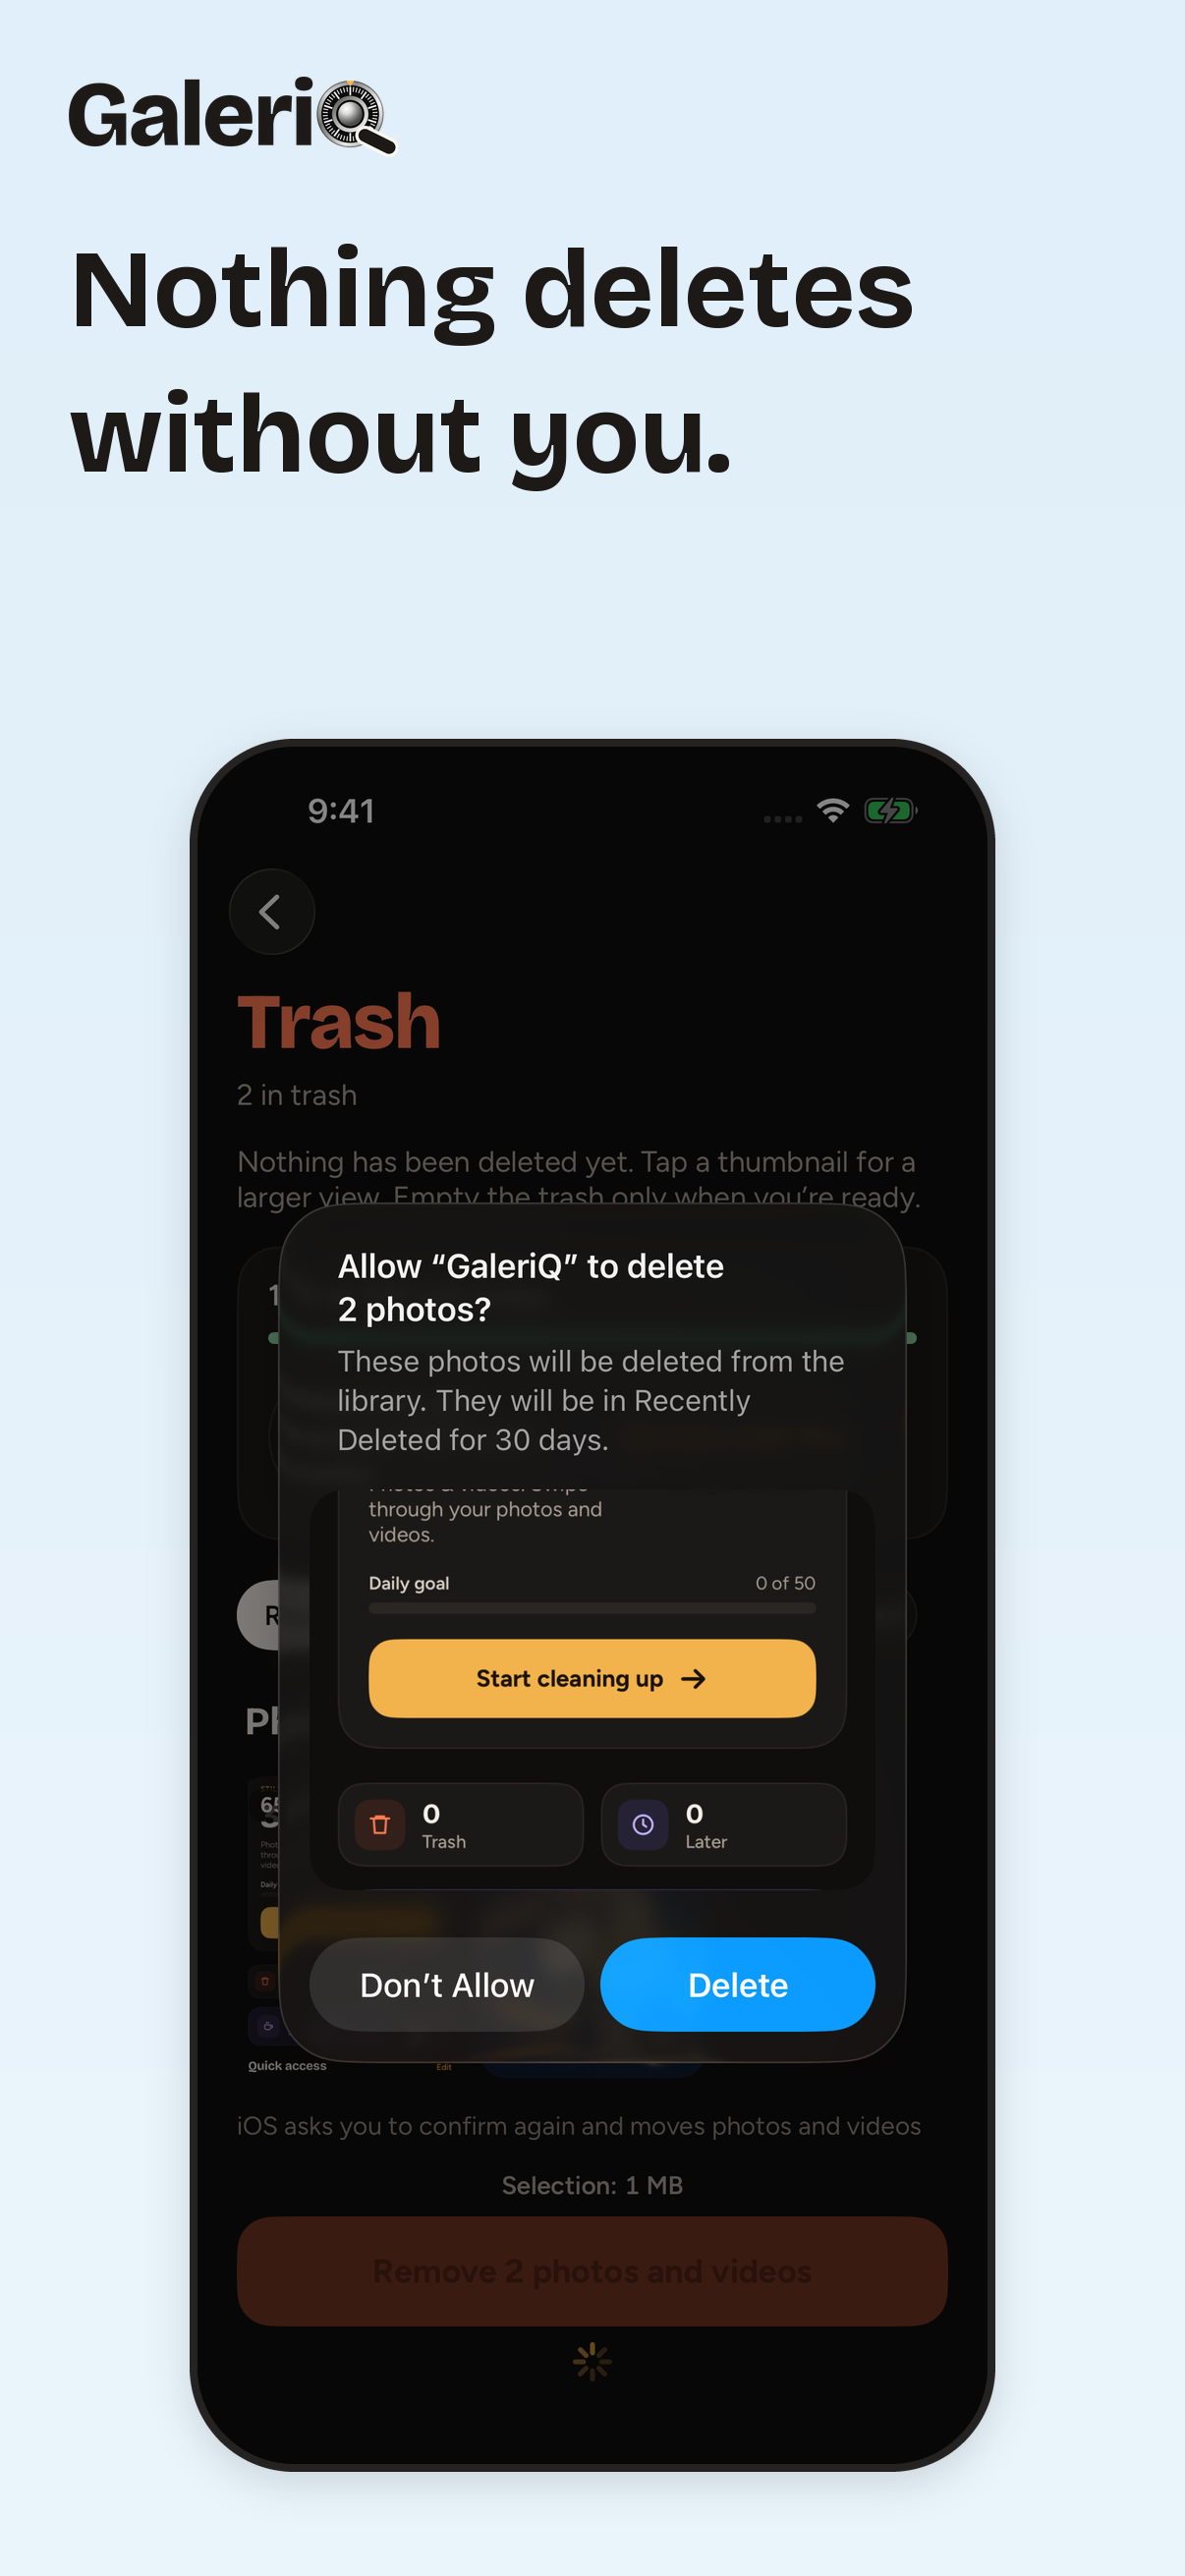 GaleriQ
Nothing deletes
without you.
9:41
Trash
2 in trash
Nothing has been deleted yet. Tap a thumbnail for a
larger view. Empty the trash only when you’re ready.
Allow “GaleriQ” to delete
2 photos?
These photos will be deleted from the
library. They will be in Recently
Deleted for 30 days.
through your photos and
videos.
Daily goal 0 of 50
Start cleaning up →
0
Trash
0
Later
Don’t Allow
Delete
Quick access
Edit
iOS asks you to confirm again and moves photos and videos
Selection: 1 MB
Remove 2 photos and videos